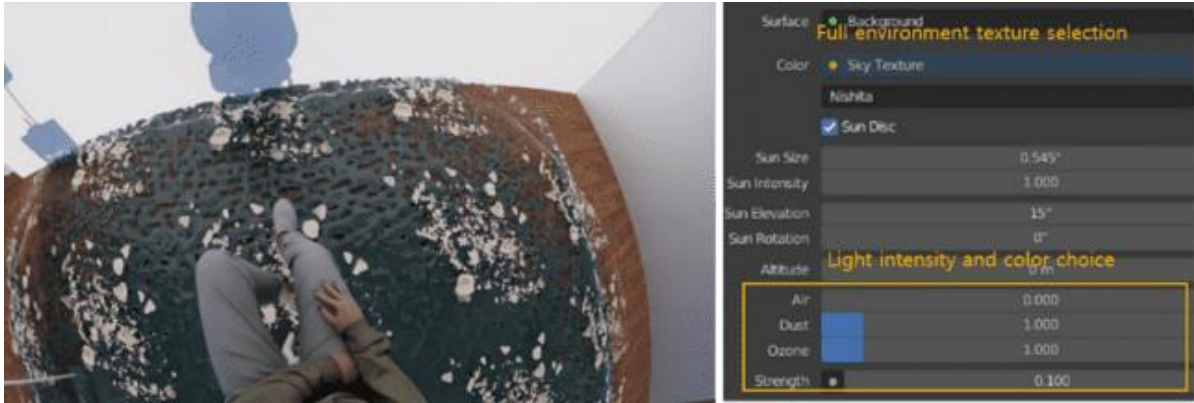 Surface
Background
Full environment texture selection
Color
Sky Texture
Nishita
Sun Disc
Sun Size 0.545°
Sun Intensity 1.000
Sun Elevation 15°
Sun Rotation 0°
Light intensity and color choice
Altitude 0 m
Air 0.000
Dust 1.000
Ozone 1.000
Strength 0.100